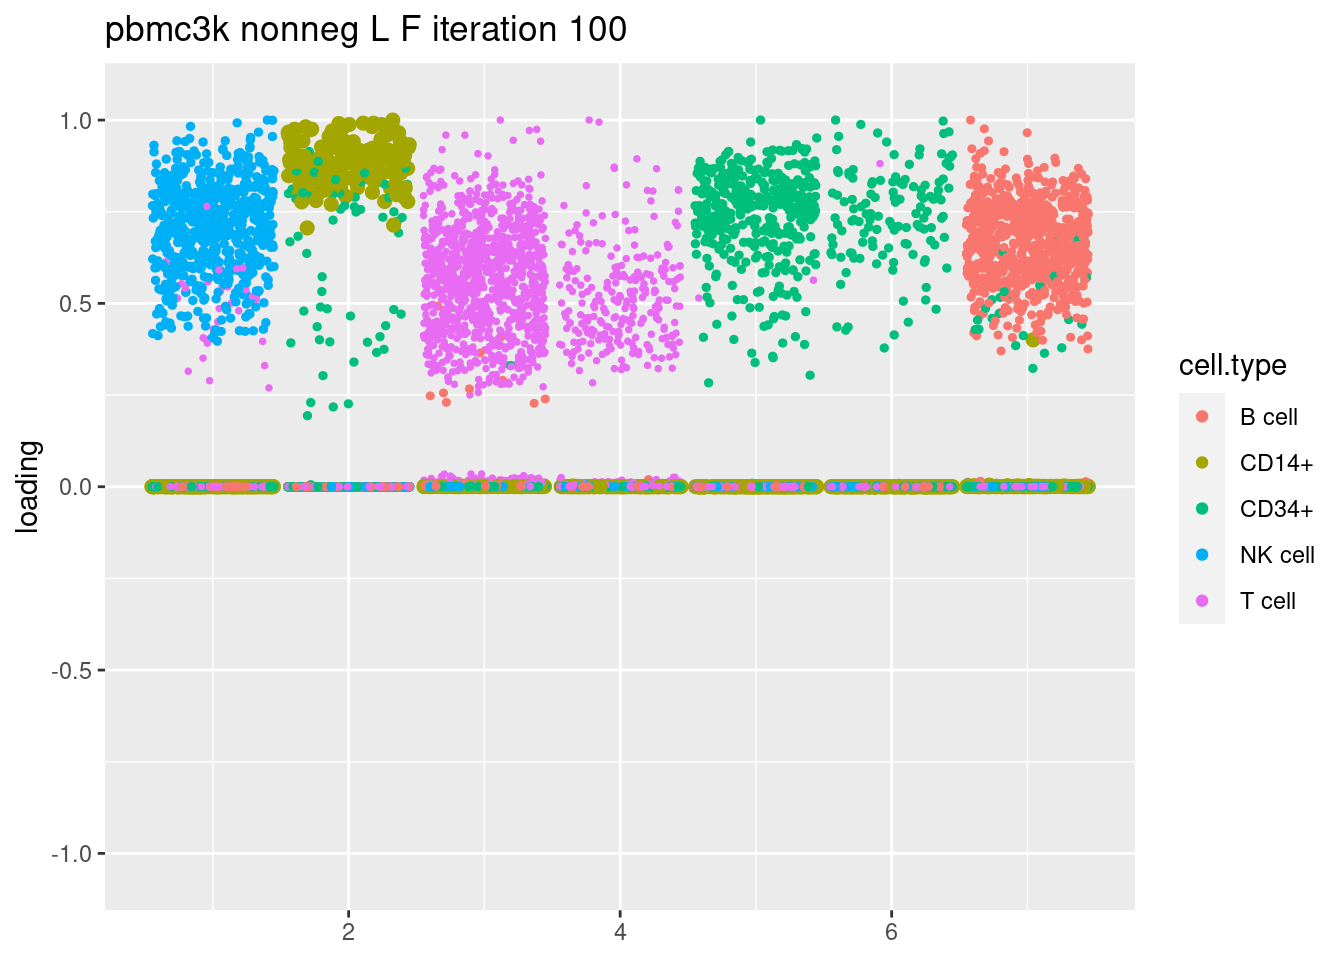 pbmc3k nonneg L F iteration 100
loading
1.0
0.5
0.0
-0.5
-1.0
2 4 6
cell.type
B cell
CD14+
CD34+
NK cell
T cell